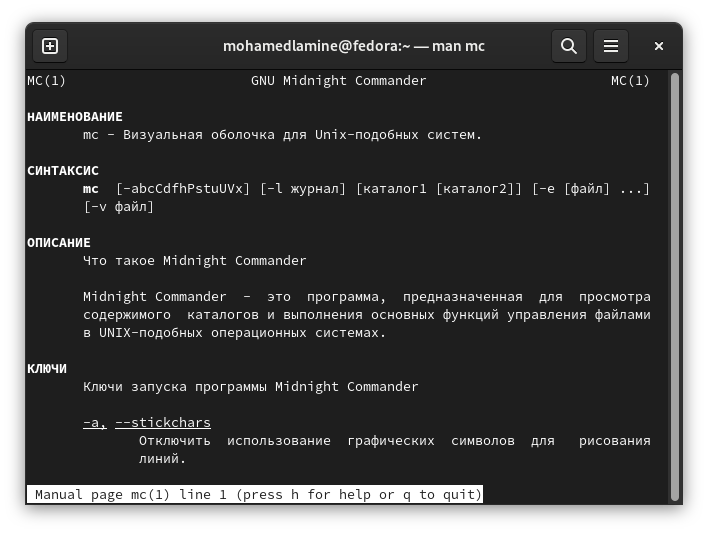 mohamedlamine@fedora:~ — man mc
MC(1) GNU Midnight Commander MC(1)
НАИМЕНОВАНИЕ
mc - Визуальная оболочка для Unix-подобных систем.
СИНТАКСИС
mc [-abcCdfhPstuUVx] [-l журнал] [каталог1 [каталог2]] [-e [файл] ...]
[-v файл]
ОПИСАНИЕ
Что такое Midnight Commander
Midnight Commander - это программа, предназначенная для просмотра
содержимого каталогов и выполнения основных функций управления файлами
в UNIX-подобных операционных системах.
КЛЮЧИ
Ключи запуска программы Midnight Commander
-a, --stickchars
Отключить использование графических символов для рисования
линий.
Manual page mc(1) line 1 (press h for help or q to quit)